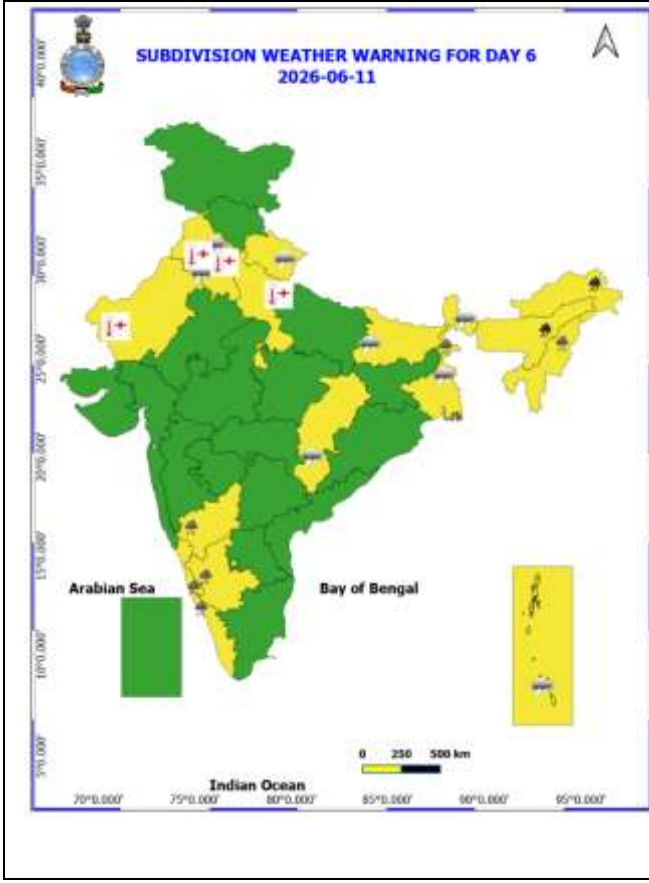 SUBDIVISION WEATHER WARNING FOR DAY 6
2026-06-11
40°0.000'
35°0.000'
30°0.000'
25°0.000'
20°0.000'
15°0.000'
10°0.000'
5°0.000'
Arabian Sea
Bay of Bengal
0 250 500 km
Indian Ocean
70°0.000' 75°0.000' 80°0.000' 85°0.000' 90°0.000' 95°0.000'